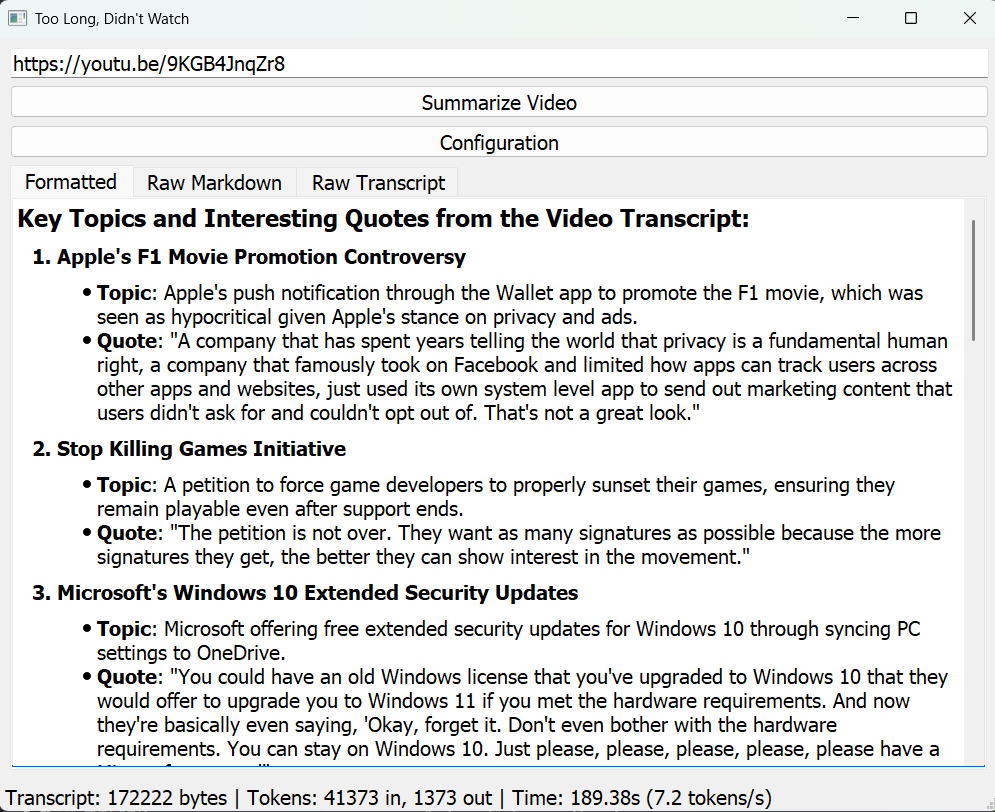 Too Long, Didn't Watch
https://youtu.be/9KGB4JnqZr8
Summarize Video
Configuration
Formatted Raw Markdown Raw Transcript
Key Topics and Interesting Quotes from the Video Transcript:
1. Apple's F1 Movie Promotion Controversy
• Topic: Apple's push notification through the Wallet app to promote the F1 movie, which was
seen as hypocritical given Apple's stance on privacy and ads.
• Quote: "A company that has spent years telling the world that privacy is a fundamental human
right, a company that famously took on Facebook and limited how apps can track users across
other apps and websites, just used its own system level app to send out marketing content that
users didn't ask for and couldn't opt out of. That's not a great look."
2. Stop Killing Games Initiative
• Topic: A petition to force game developers to properly sunset their games, ensuring they
remain playable even after support ends.
• Quote: "The petition is not over. They want as many signatures as possible because the more
signatures they get, the better they can show interest in the movement."
3. Microsoft's Windows 10 Extended Security Updates
• Topic: Microsoft offering free extended security updates for Windows 10 through syncing PC
settings to OneDrive.
• Quote: "You could have an old Windows license that you've upgraded to Windows 10 that they
would offer to upgrade you to Windows 11 if you met the hardware requirements. And now
they're basically even saying, 'Okay, forget it. Don't even bother with the hardware
requirements. You can stay on Windows 10. Just please, please, please, please, please have a
Transcript: 172222 bytes | Tokens: 41373 in, 1373 out | Time: 189.38s (7.2 tokens/s)